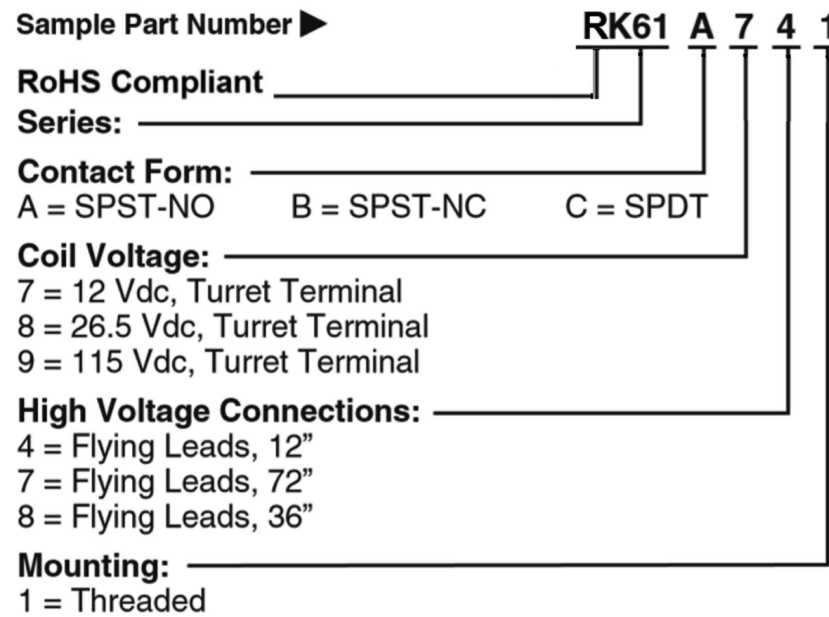 Sample Part Number ▶ RK61 A 7 4 1
RoHS Compliant
Series:
Contact Form:
A = SPST-NO B = SPST-NC C = SPDT
Coil Voltage:
7 = 12 Vdc, Turret Terminal
8 = 26.5 Vdc, Turret Terminal
9 = 115 Vdc, Turret Terminal
High Voltage Connections:
4 = Flying Leads, 12”
7 = Flying Leads, 72”
8 = Flying Leads, 36”
Mounting:
1 = Threaded